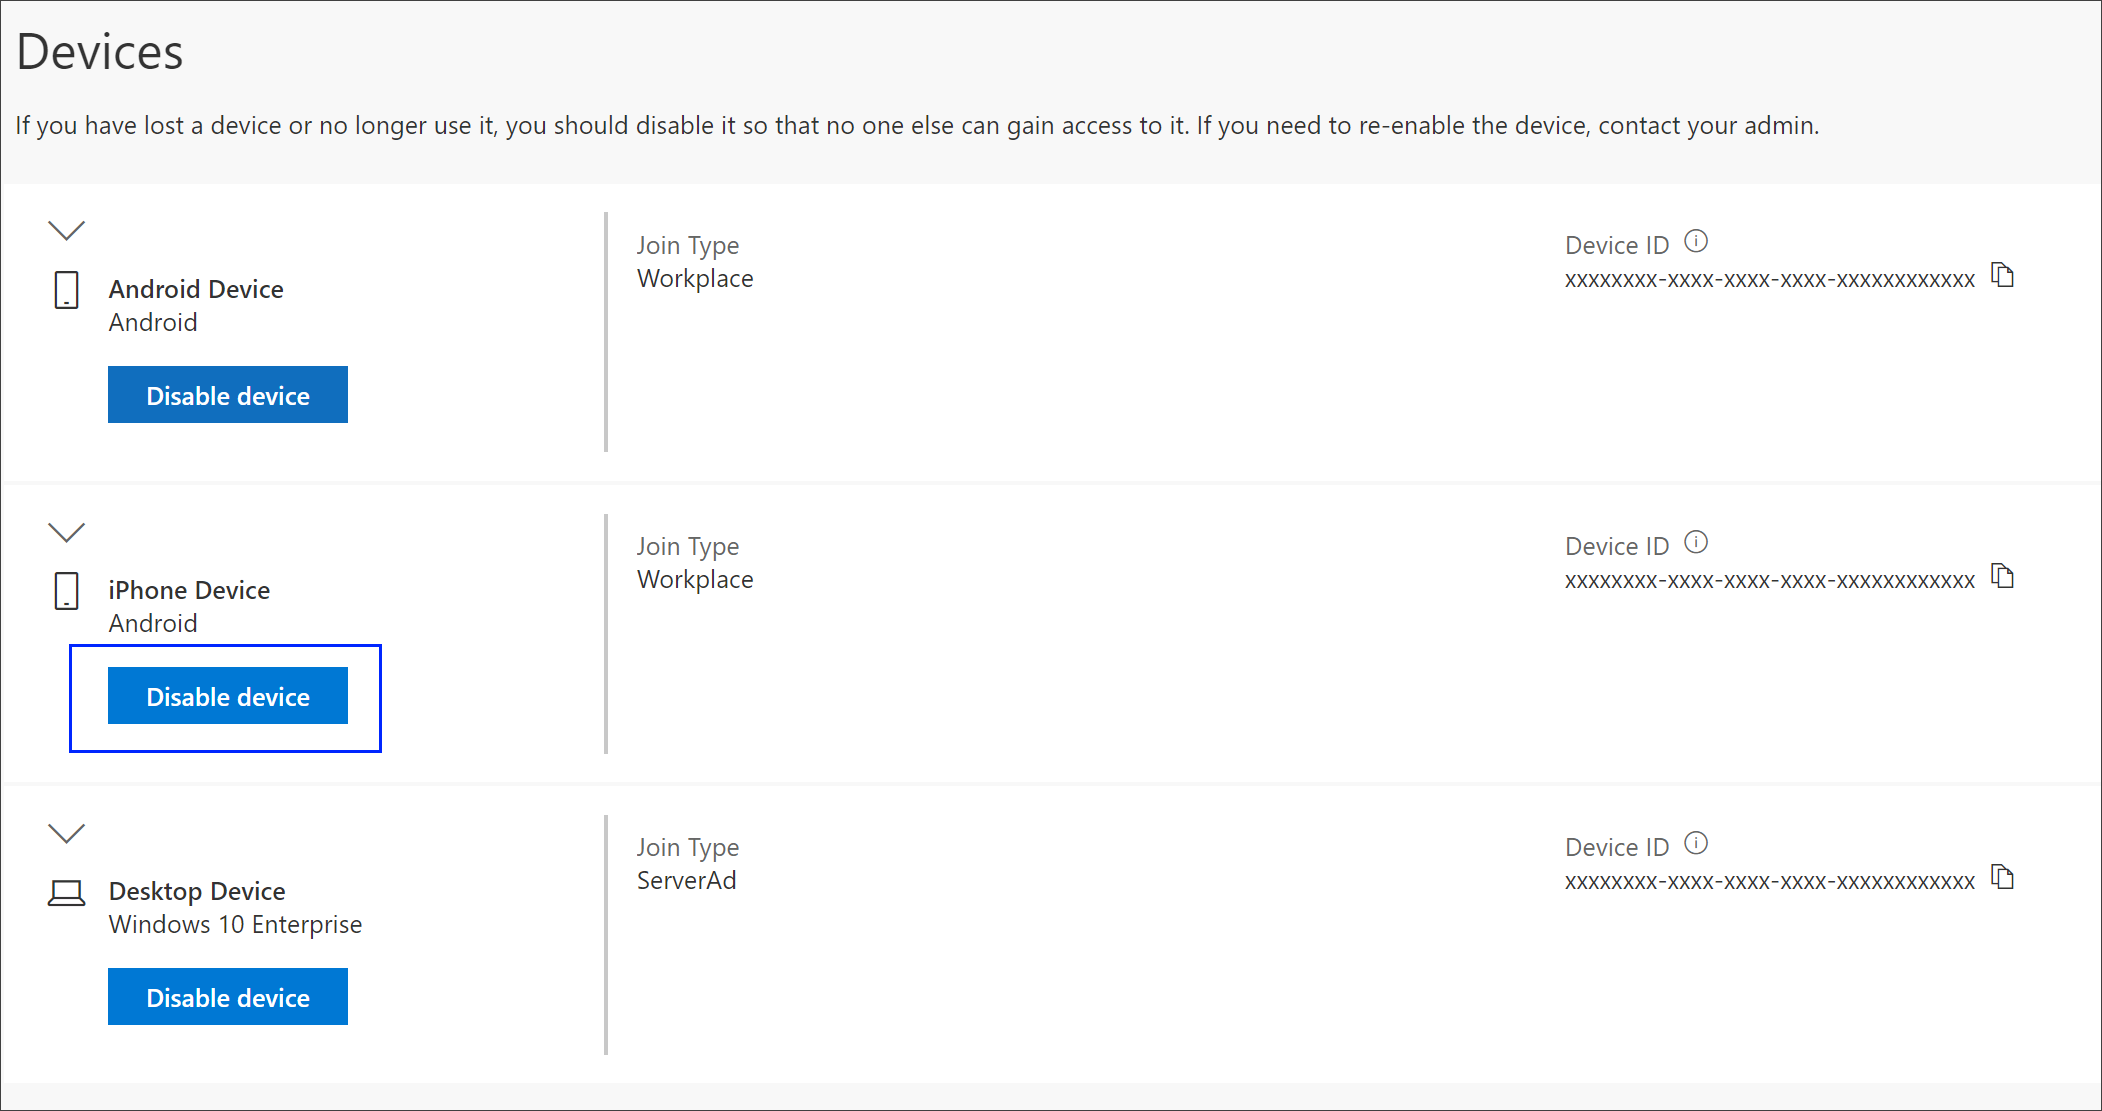 Devices
If you have lost a device or no longer use it, you should disable it so that no one else can gain access to it. If you need to re-enable the device, contact your admin.
Android Device
Android
Disable device
Join Type
Workplace
Device ID
xxxxxxxx-xxxx-xxxx-xxxx-xxxxxxxxxxxx
iPhone Device
Android
Disable device
Join Type
Workplace
Device ID
xxxxxxxx-xxxx-xxxx-xxxx-xxxxxxxxxxxx
Desktop Device
Windows 10 Enterprise
Disable device
Join Type
ServerAd
Device ID
xxxxxxxx-xxxx-xxxx-xxxx-xxxxxxxxxxxx